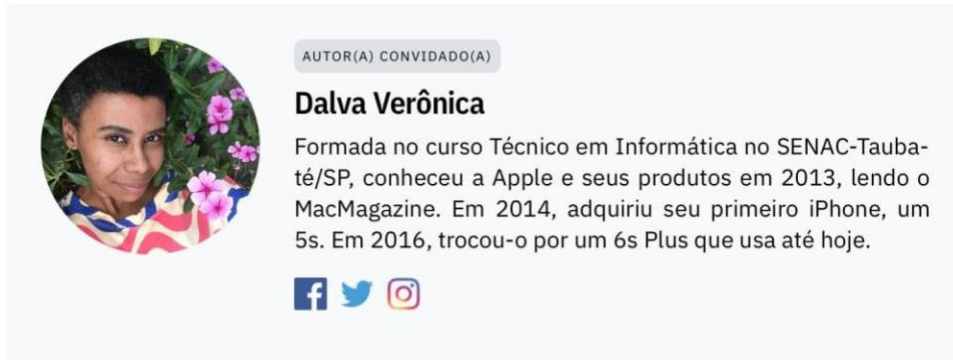 AUTOR(A) CONVIDADO(A)
Dalva Verônica
Formada no curso Técnico em Informática no SENAC-Tauba-
té/SP, conheceu a Apple e seus produtos em 2013, lendo o
MacMagazine. Em 2014, adquiriu seu primeiro iPhone, um
5s. Em 2016, trocou-o por um 6s Plus que usa até hoje.